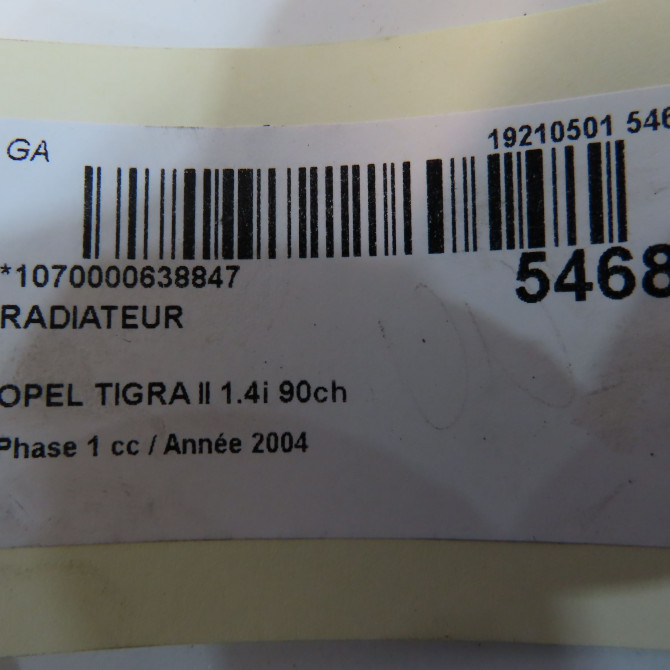 GA
19210501 546
*1070000638847
5468
RADIATEUR
OPEL TIGRA II 1.4i 90ch
Phase 1 cc / Année 2004